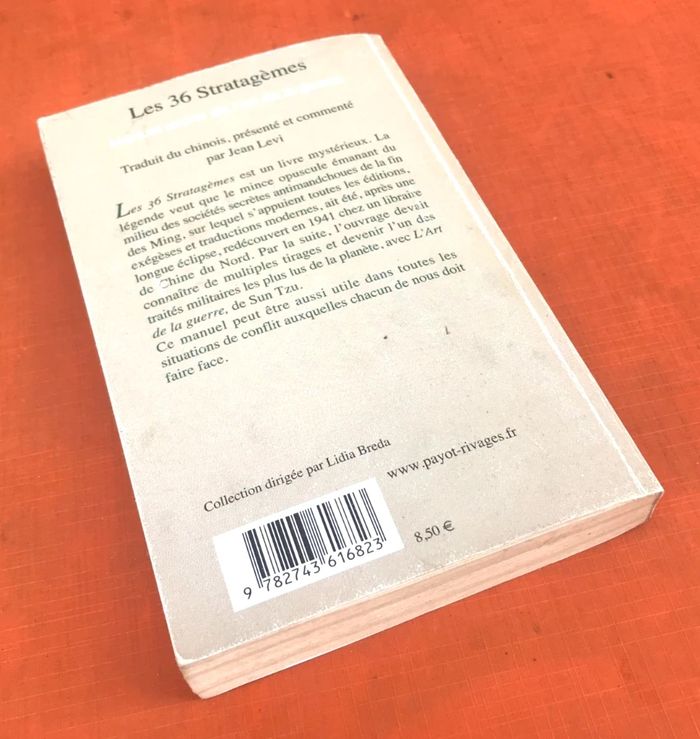 Les 36 Stratagèmes
Traduit du chinois, présenté et commenté
par Jean Levi
Les 36 Stratagèmes est un livre mystérieux. La
légende veut que le mince opuscule émanant du
milieu des sociétés secrètes antimandchoues de la fin
des Ming, sur lequel s'appuient toutes les éditions,
exégèses et traductions modernes, ait été, après une
longue éclipse, redécouvert en 1941 chez un libraire
de Chine du Nord. Par la suite, l'ouvrage devait
connaître de multiples tirages et devenir l'un des
traités militaires les plus lus de la planète, avec L'Art
de la guerre, de Sun Tzu.
Ce manuel peut être aussi utile dans toutes les
situations de conflit auxquelles chacun de nous doit
faire face.
Collection dirigée par Lidia Breda
www.payot-rivages.fr
8,50 €
9 782743 616823